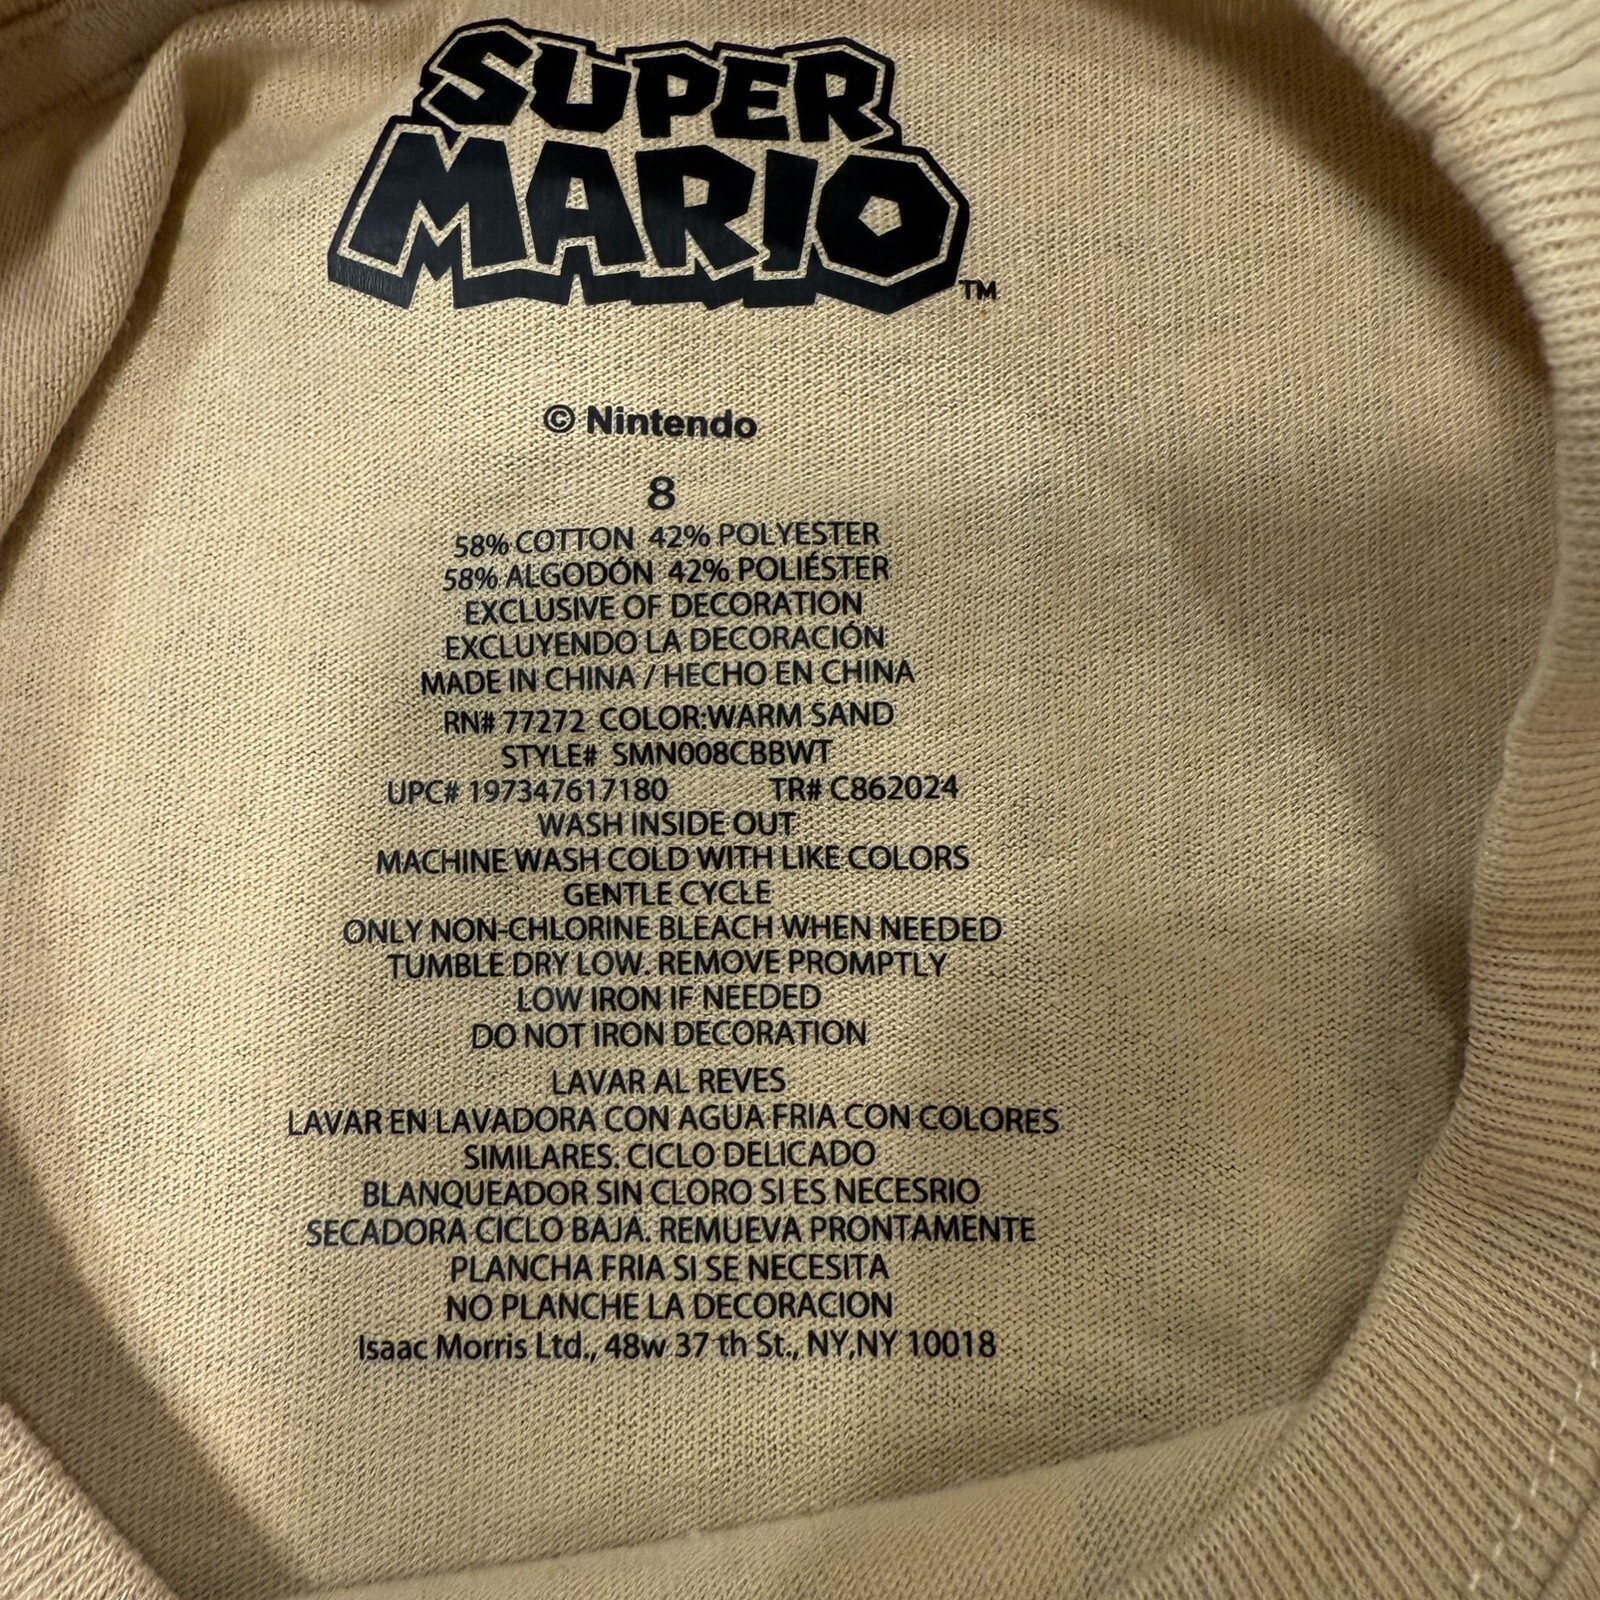 SUPER
MARIO™
© Nintendo
8
58% COTTON 42% POLYESTER
58% ALGODÓN 42% POLIÉSTER
EXCLUSIVE OF DECORATION
EXCLUYENDO LA DECORACIÓN
MADE IN CHINA / HECHO EN CHINA
RN# 77272 COLOR:WARM SAND
STYLE# SMN008CBBWT
UPC# 197347617180 TR# C862024
WASH INSIDE OUT
MACHINE WASH COLD WITH LIKE COLORS
GENTLE CYCLE
ONLY NON-CHLORINE BLEACH WHEN NEEDED
TUMBLE DRY LOW. REMOVE PROMPTLY
LOW IRON IF NEEDED
DO NOT IRON DECORATION
LAVAR AL REVES
LAVAR EN LAVADORA CON AGUA FRIA CON COLORES
SIMILARES. CICLO DELICADO
BLANQUEADOR SIN CLORO SI ES NECESRIO
SECADORA CICLO BAJA. REMUEVA PRONTAMENTE
PLANCHA FRIA SI SE NECESITA
NO PLANCHE LA DECORACION
Isaac Morris Ltd., 48w 37 th St., NY,NY 10018